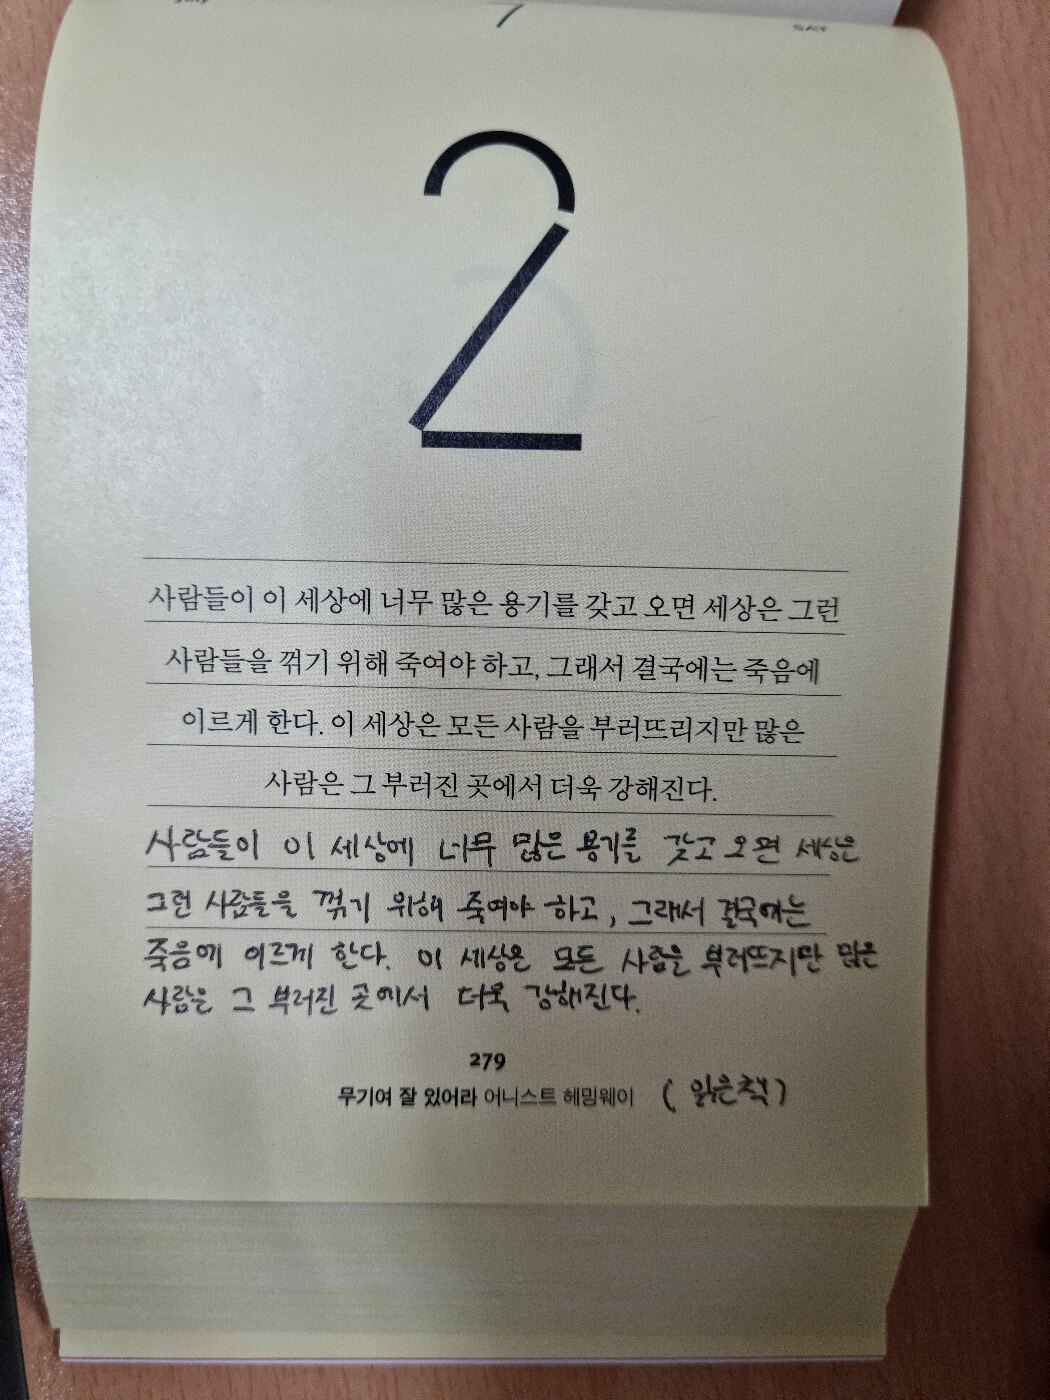 July 7 SAT
2
사람들이 이 세상에 너무 많은 용기를 갖고 오면 세상은 그런
사람들을 꺾기 위해 죽여야 하고, 그래서 결국에는 죽음에
이르게 한다. 이 세상은 모든 사람을 부러뜨리지만 많은
사람은 그 부러진 곳에서 더욱 강해진다.
사람들이 이 세상에 너무 많은 용기를 갖고 오면 세상은
그런 사람들을 꺾기 위해 죽여야 하고, 그래서 결국에는
죽음에 이르게 한다. 이 세상은 모든 사람을 부러뜨지만 많은
사람은 그 부러진 곳에서 더욱 강해진다.
279
무기여 잘 있어라 어니스트 헤밍웨이 ( 읽은책 )